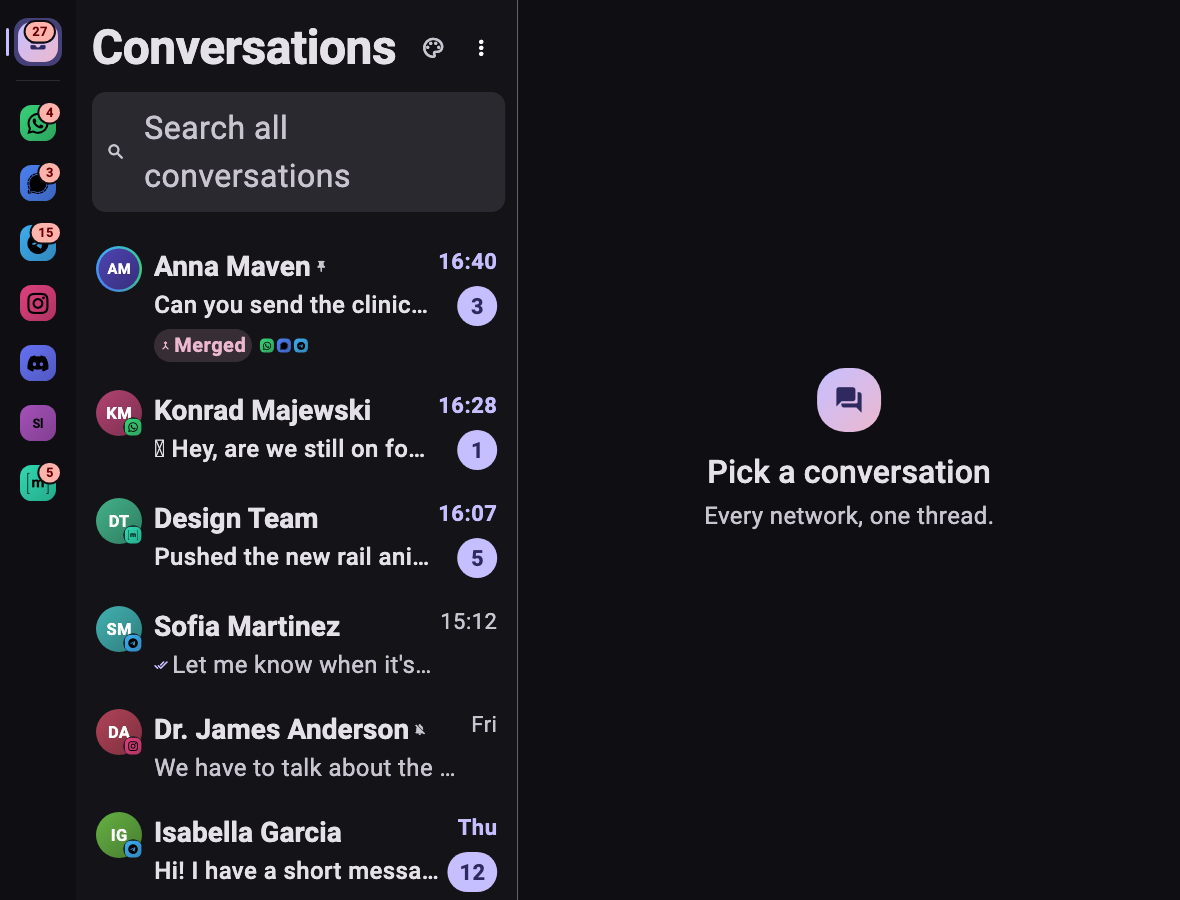 27
Conversations
4
Search all
conversations
3
15
AM
Anna Maven
16:40
Can you send the clinic…
3
Merged
KM
Konrad Majewski
16:28
Hey, are we still on fo…
1
SI
5
[m]
DT
Design Team
16:07
Pushed the new rail ani…
5
Pick a conversation
Every network, one thread.
SM
Sofia Martinez
15:12
Let me know when it's…
DA
Dr. James Anderson
Fri
We have to talk about the …
IG
Isabella Garcia
Thu
Hi! I have a short messa…
12